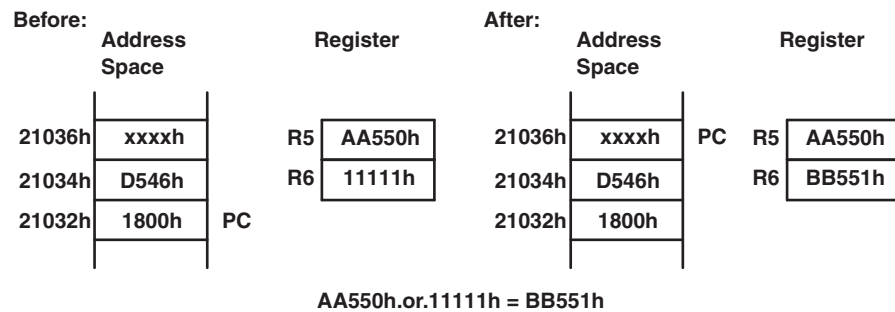 Before:
Address Space
Register
21036h xxxxh
21034h D546h
21032h 1800h PC
R5 AA550h
R6 11111h
After:
Address Space
Register
21036h xxxxh PC
21034h D546h
21032h 1800h
R5 AA550h
R6 BB551h
AA550h.or.11111h = BB551h